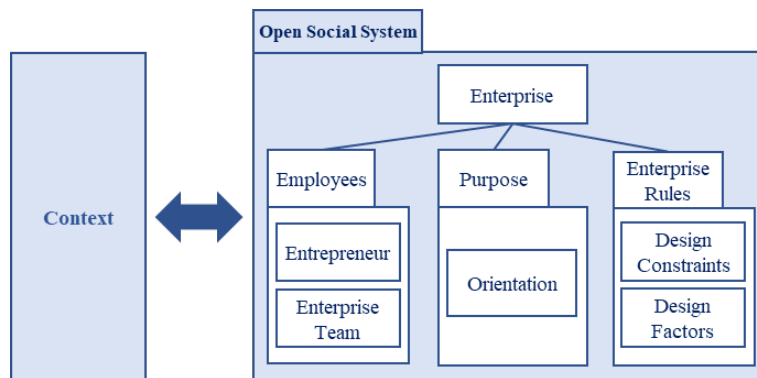 Open Social System
Context
Enterprise
Employees
Entrepreneur
Enterprise
Team
Purpose
Orientation
Enterprise
Rules
Design
Constraints
Design
Factors